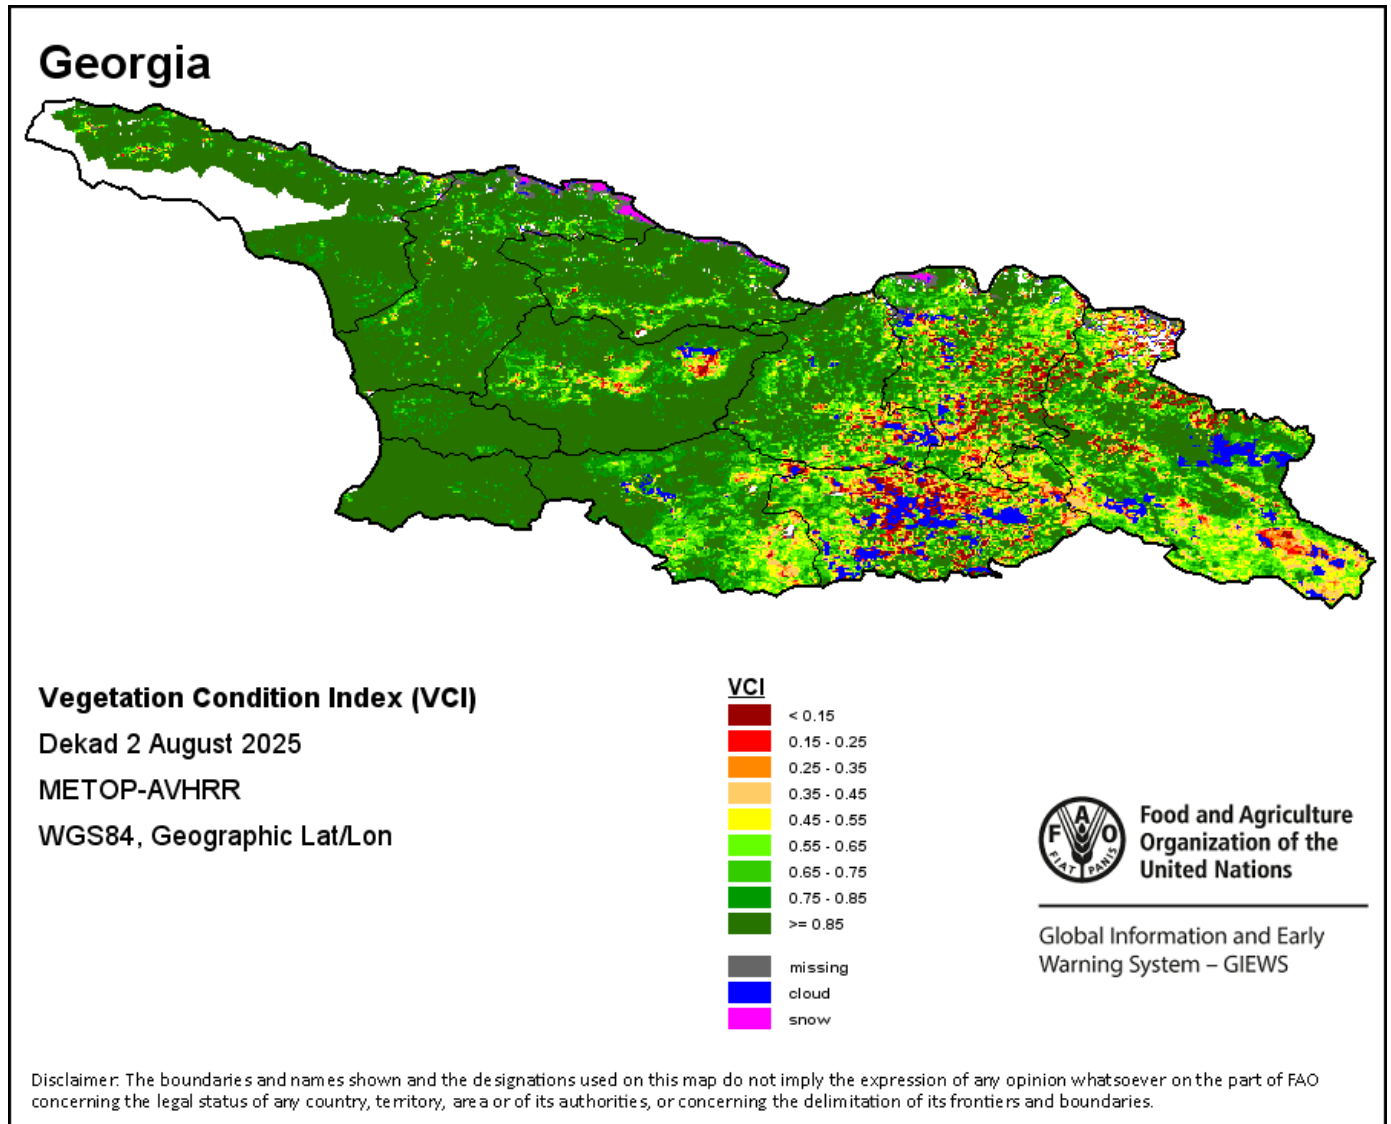 Georgia
Vegetation Condition Index (VCI)
Dekad 2 August 2025
METOP-AVHRR
WGS84, Geographic Lat/Lon
VCI
< 0.15
0.15 - 0.25
0.25 - 0.35
0.35 - 0.45
0.45 - 0.55
0.55 - 0.65
0.65 - 0.75
0.75 - 0.85
>= 0.85
missing
cloud
snow
F A O
FIAT PANIS
Food and Agriculture
Organization of the
United Nations
Global Information and Early
Warning System – GIEWS
Disclaimer: The boundaries and names shown and the designations used on this map do not imply the expression of any opinion whatsoever on the part of FAO
concerning the legal status of any country, territory, area or of its authorities, or concerning the delimitation of its frontiers and boundaries.